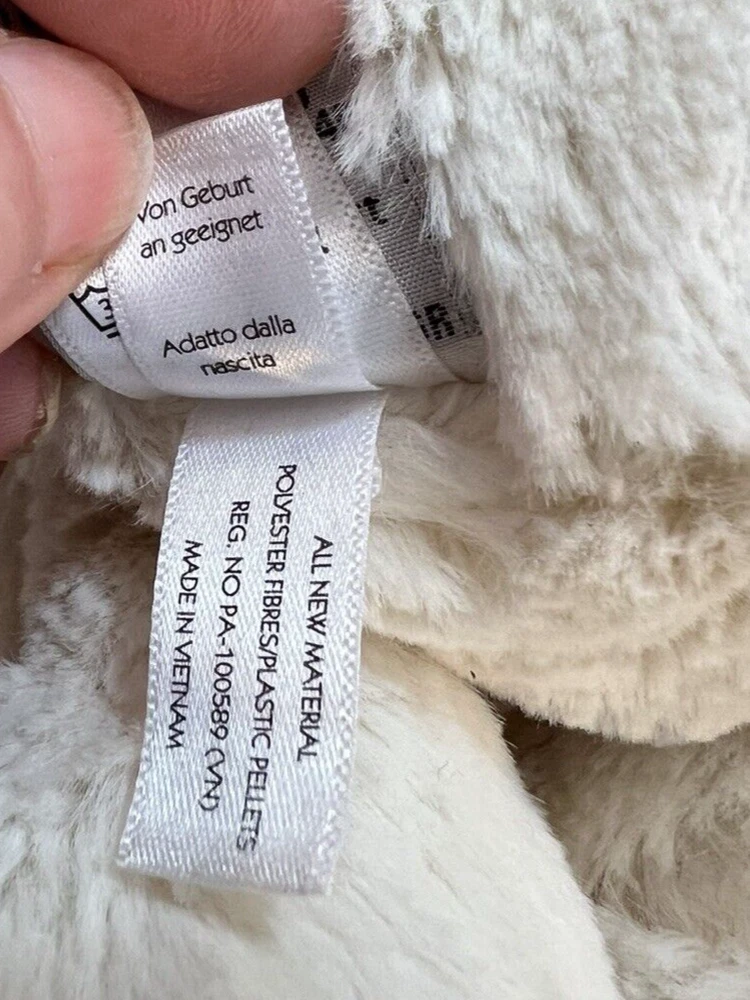 Von Geburt
an geeignet
Adatto dalla
nascita
ALL NEW MATERIAL
POLYESTER FIBRES/PLASTIC PELLETS
REG. NO PA-100589 (VN)
MADE IN VIETNAM